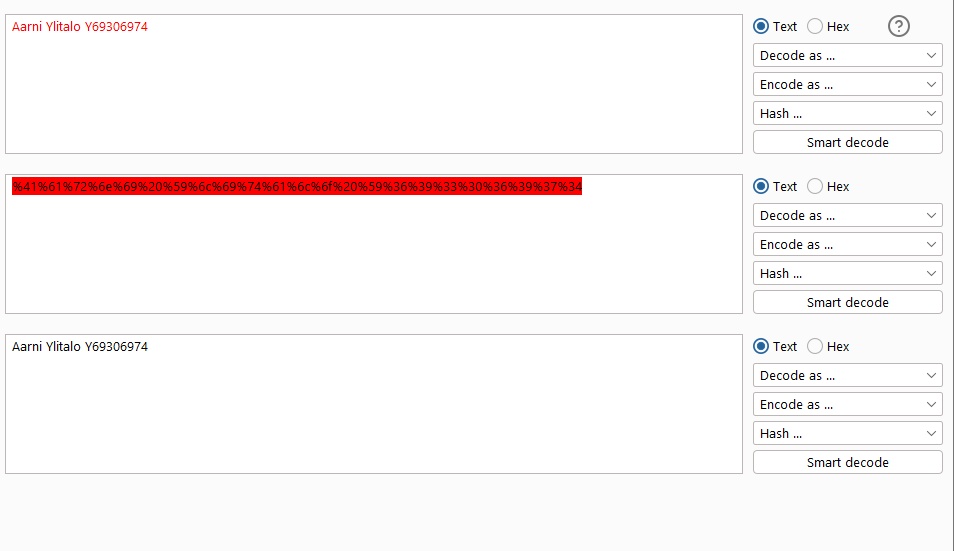 Aarni Ylitalo Y69306974
Text Hex ?
Decode as ...
Encode as ...
Hash ...
Smart decode
%41%61%72%6e%69%20%59%6c%69%74%61%6c%6f%20%59%36%39%33%30%36%39%37%34
Text Hex
Decode as ...
Encode as ...
Hash ...
Smart decode
Aarni Ylitalo Y69306974
Text Hex
Decode as ...
Encode as ...
Hash ...
Smart decode